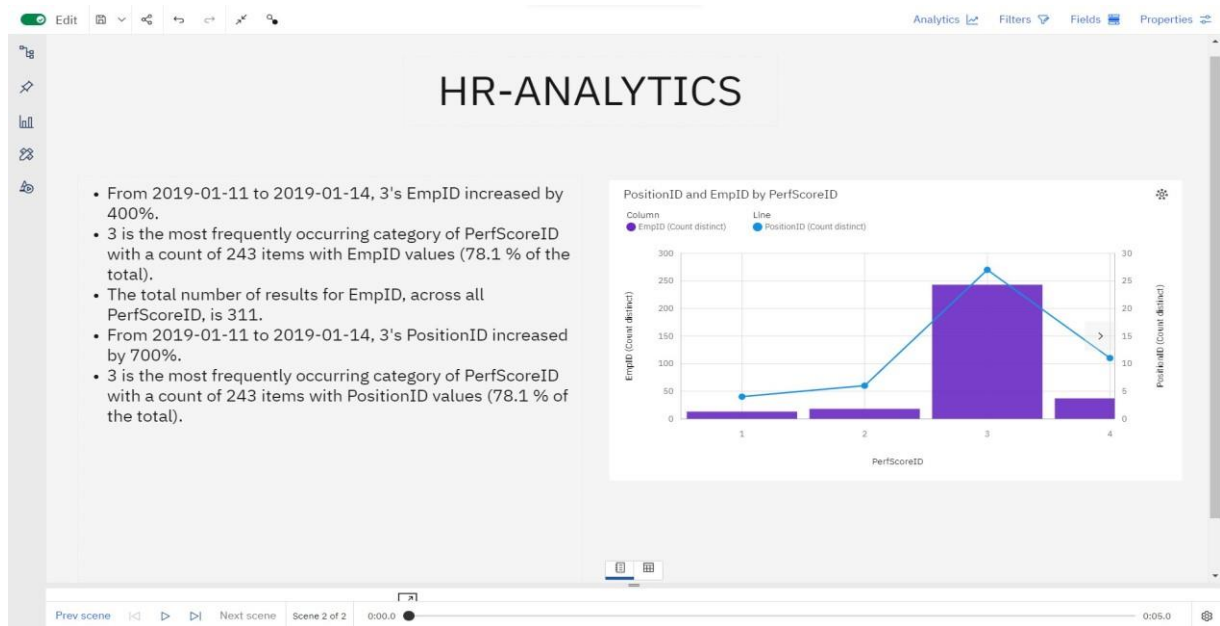 Edit
Analytics Filters Fields Properties
HR-ANALYTICS
• From 2019-01-11 to 2019-01-14, 3's EmpID increased by
400%.
• 3 is the most frequently occurring category of PerfScoreID
with a count of 243 items with EmpID values (78.1 % of the
total).
• The total number of results for EmpID, across all
PerfScoreID, is 311.
• From 2019-01-11 to 2019-01-14, 3's PositionID increased
by 700%.
• 3 is the most frequently occurring category of PerfScoreID
with a count of 243 items with PositionID values (78.1 % of
the total).
PositionID and EmpID by PerfScoreID
Column Line
EmpID (Count distinct) PositionID (Count distinct)
EmpID (Count distinct)
300
250
200
150
100
50
0
30
25
20
15
10
5
0
PositionID (Count distinct)
1 2 3 4
PerfScoreID
Prev scene Next scene Scene 2 of 2 0:00.0 0:05.0